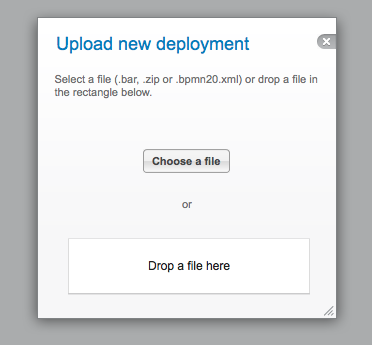 Upload new deployment
Select a file (.bar, .zip or .bpmn20.xml) or drop a file in
the rectangle below.
Choose a file
or
Drop a file here